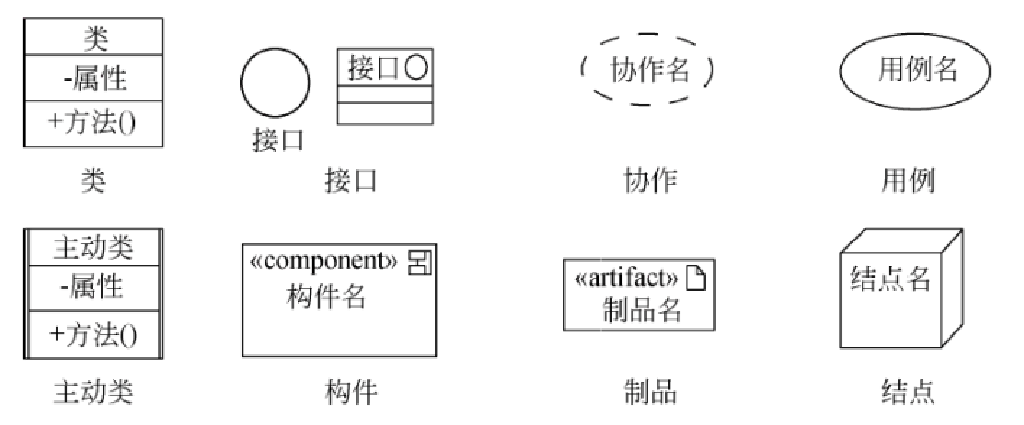 类
-属性
+方法()
类
接口
接口
接口
协作名
协作
用例名
用例
主动类
-属性
+方法()
主动类
«component»
构件名
构件
«artifact»
制品名
制品
结点名
结点